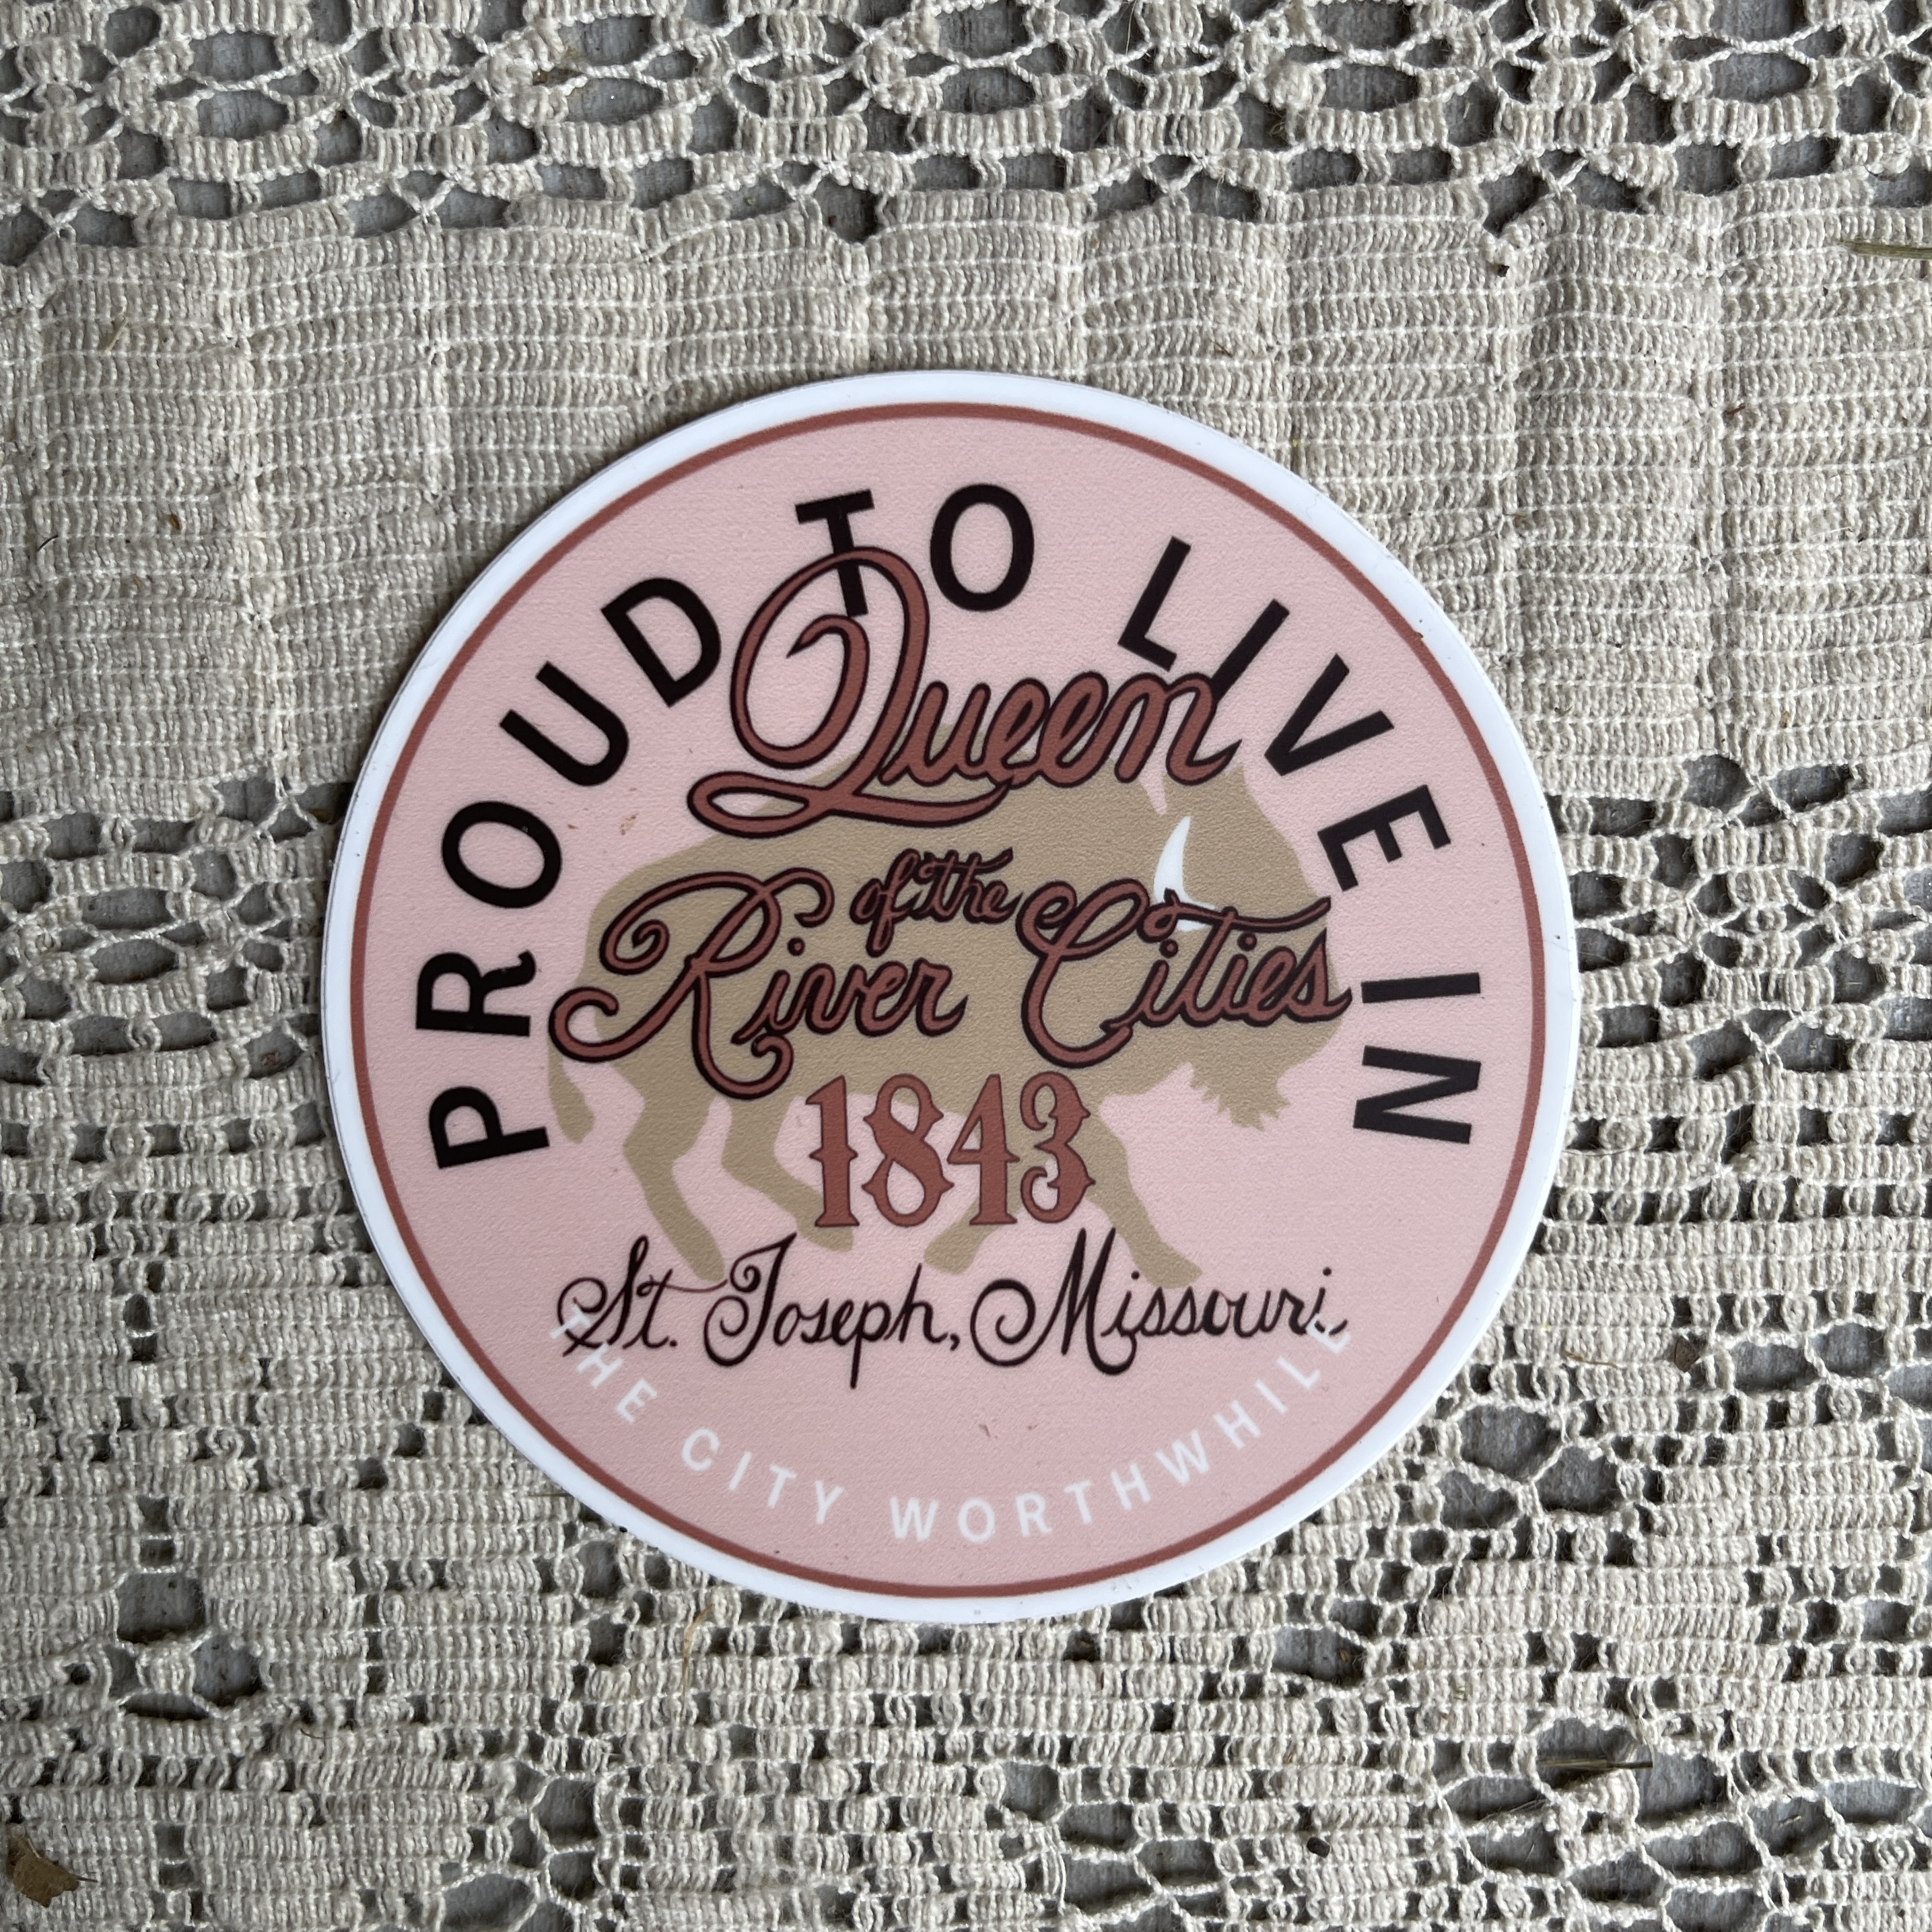 PROUD TO LIVE IN
Queen
of the
River Cities
1843
St. Joseph, Missouri
THE CITY WORTHWHILE